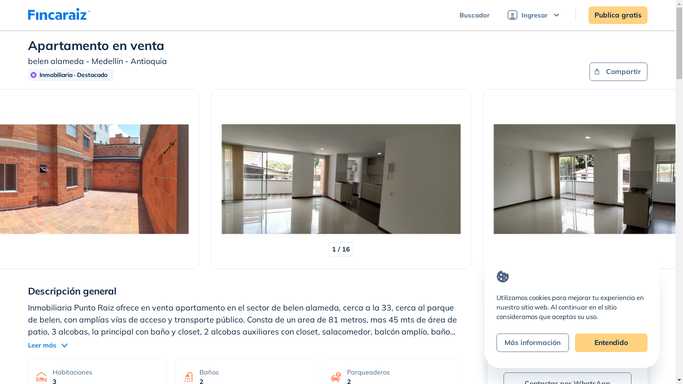 Fincaraiz
Buscador
Ingresar
Publica gratis
Apartamento en venta
belen alameda - Medellín - Antioquia
Inmobiliaria · Destacado
Compartir
1 / 16
Descripción general
Inmobiliaria Punto Raiz ofrece en venta apartamento en el sector de belen alameda, cerca a la 33, cerca al parque
de belen, con amplías vías de acceso y transporte público. Consta de un area de 81 metros, mas 45 mts de área de
patio, 3 alcobas, la principal con baño y closet, 2 alcobas auxiliares con closet, salacomedor, balcón amplío, baño...
Leer más
Habitaciones
3
Baños
2
Parqueaderos
2
Utilizamos cookies para mejorar tu experiencia en
nuestro sitio web. Al continuar en el sitio
consideramos que aceptas su uso.
Más información
Entendido
Contactar por WhatsApp